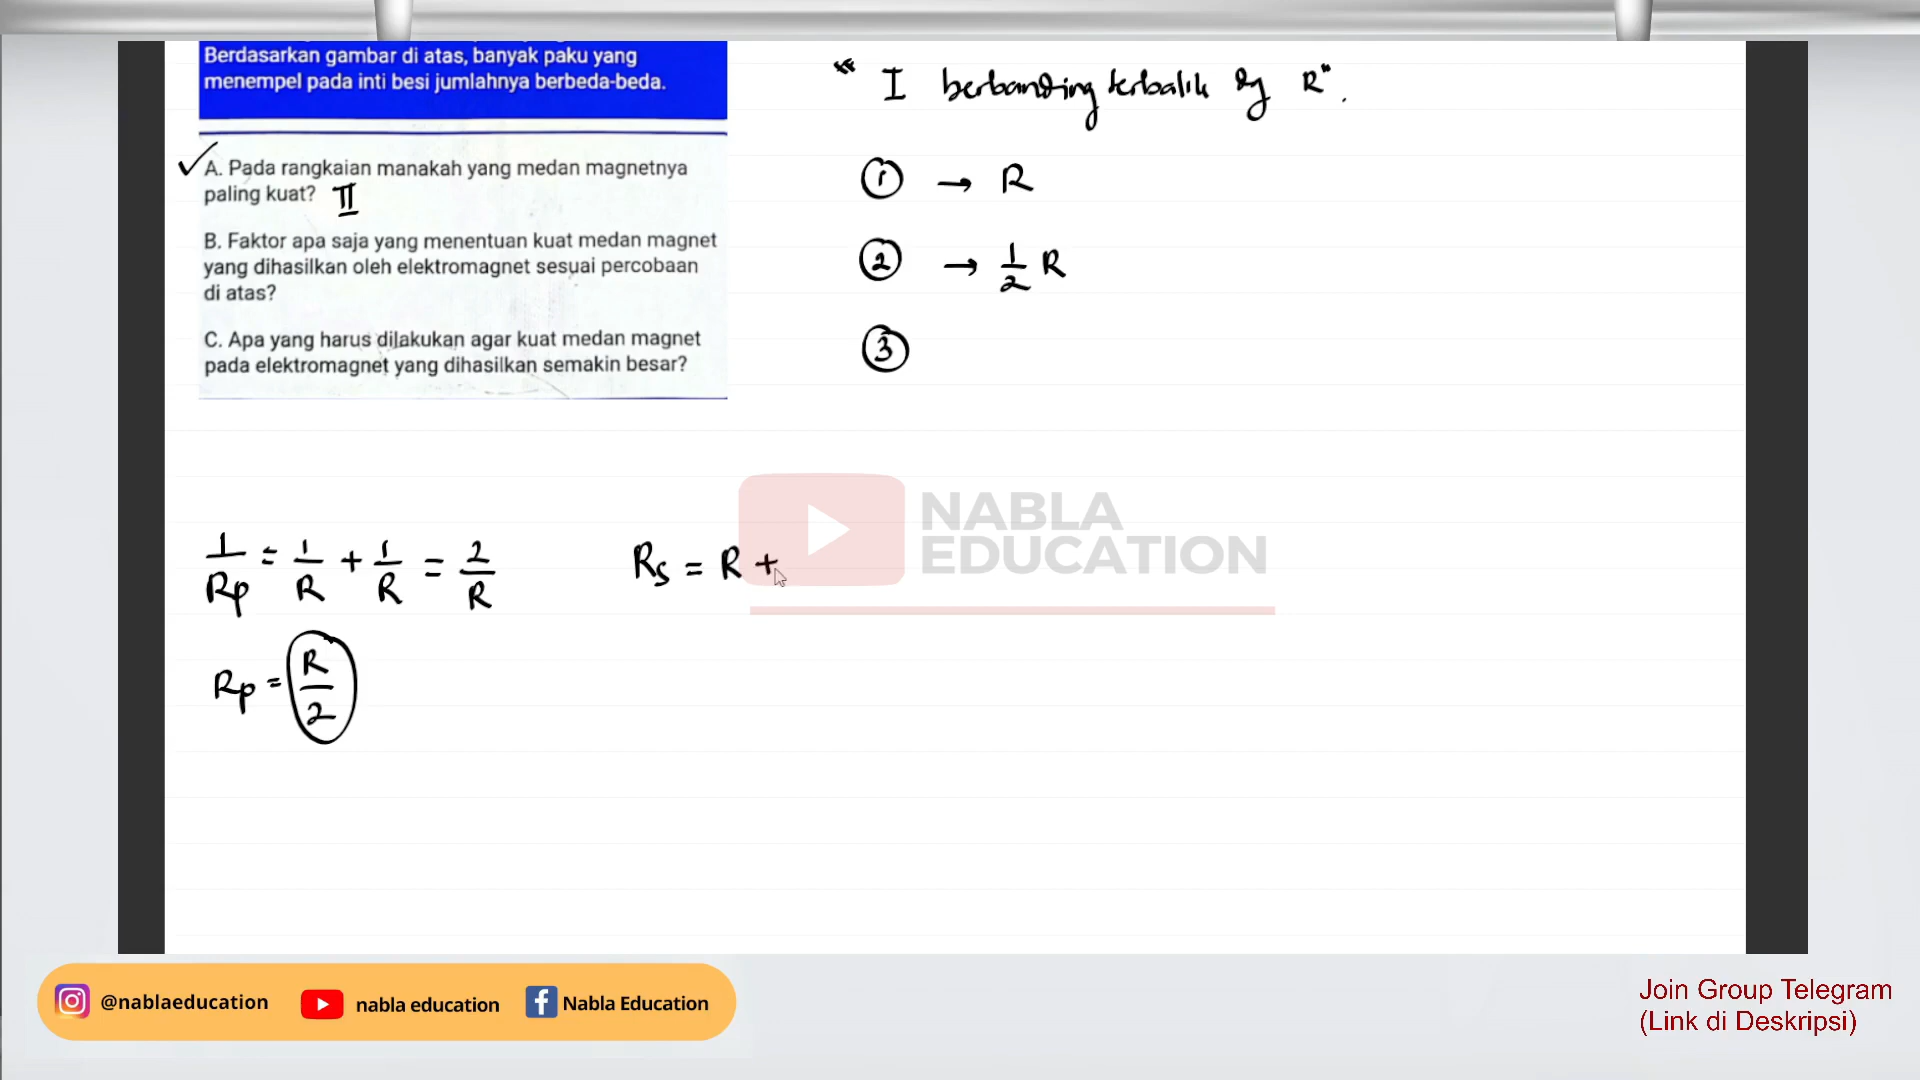 Berdasarkan gambar di atas, banyak paku yang
menempel pada inti besi jumlahnya berbeda-beda.
A. Pada rangkaian manakah yang medan magnetnya
paling kuat? II
B. Faktor apa saja yang menentuan kuat medan magnet
yang dihasilkan oleh elektromagnet sesuai percobaan
di atas?
C. Apa yang harus dilakukan agar kuat medan magnet
pada elektromagnet yang dihasilkan semakin besar?
" I berbanding terbalik dg R".
1 → R
2 → 1/2 R
3
1/Rp = 1/R + 1/R = 2/R
Rp = R/2
Rs = R +
NABLA
EDUCATION
@nablaeducation
nabla education
Nabla Education
Join Group Telegram
(Link di Deskripsi)